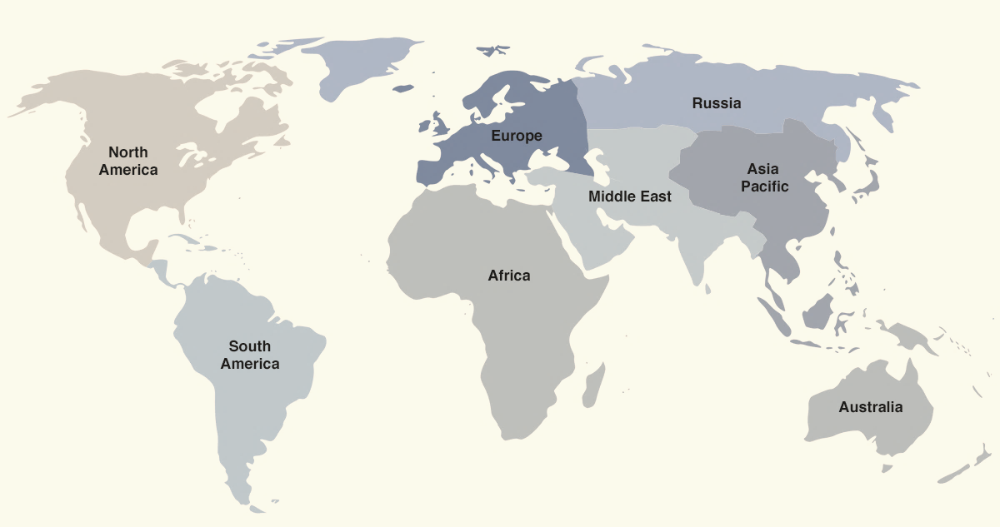 Russia
Europe
North
America
Asia
Pacific
Middle East
Africa
South
America
Australia